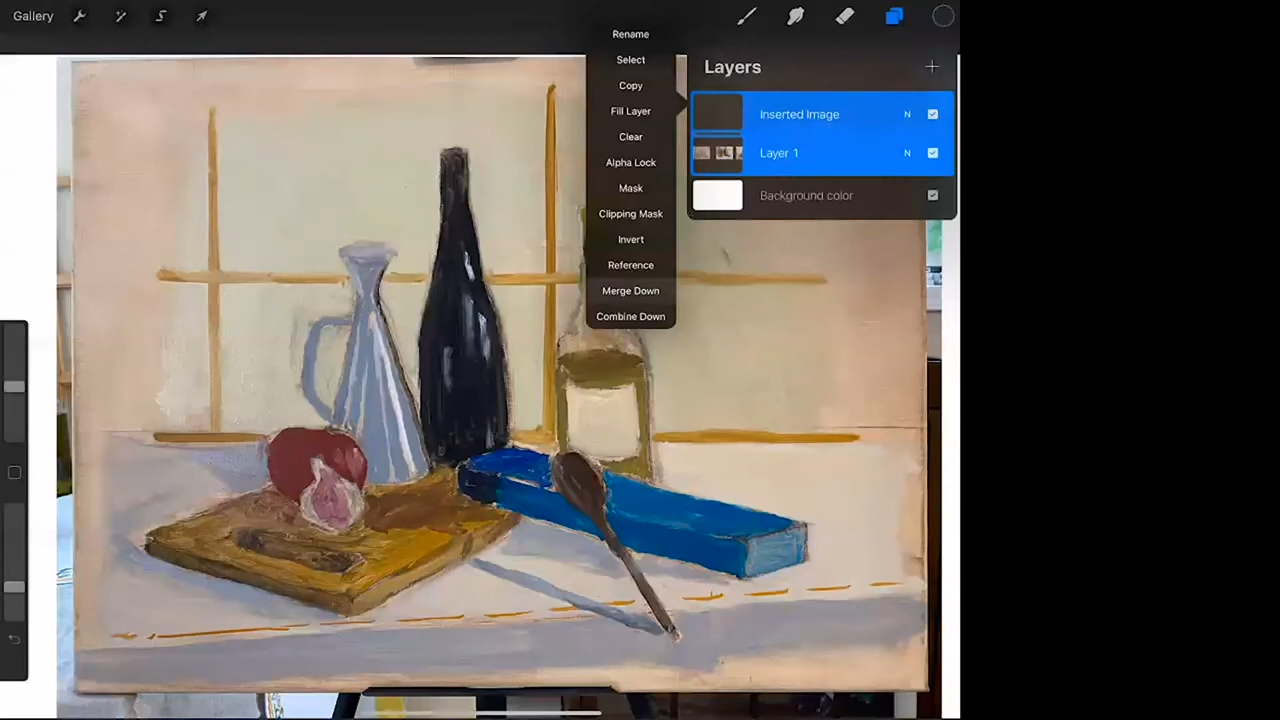 Gallery
Rename
Select
Copy
Fill Layer
Clear
Alpha Lock
Mask
Clipping Mask
Invert
Reference
Merge Down
Combine Down
Layers
Inserted Image N
Layer 1 N
Background color